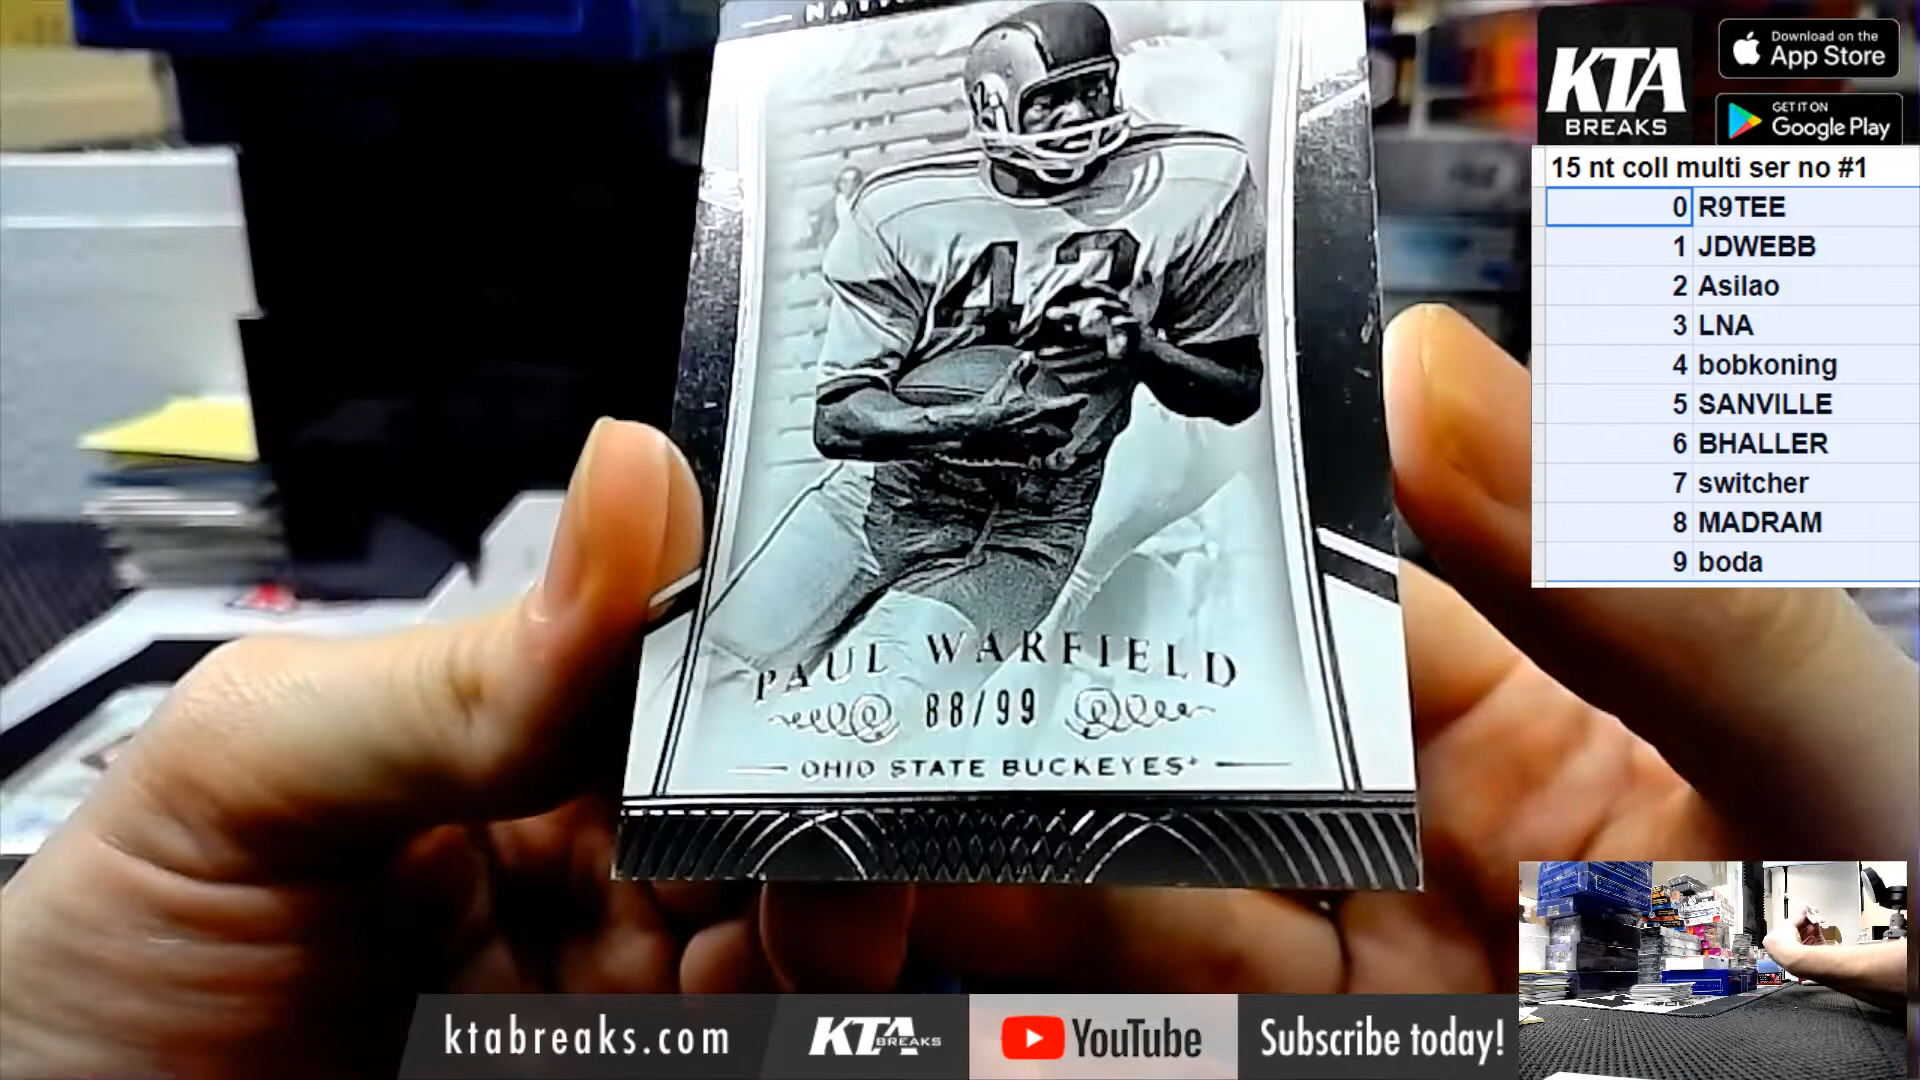 42
PAUL WARFIELD
88/99
OHIO STATE BUCKEYES
KTA
BREAKS
Download on the
App Store
GET IT ON
Google Play
15 nt coll multi ser no #1
0 R9TEE
1 JDWEBB
2 Asilao
3 LNA
4 bobkoning
5 SANVILLE
6 BHALLER
7 switcher
8 MADRAM
9 boda
ktabreaks.com
KTA
BREAKS
YouTube
Subscribe today!